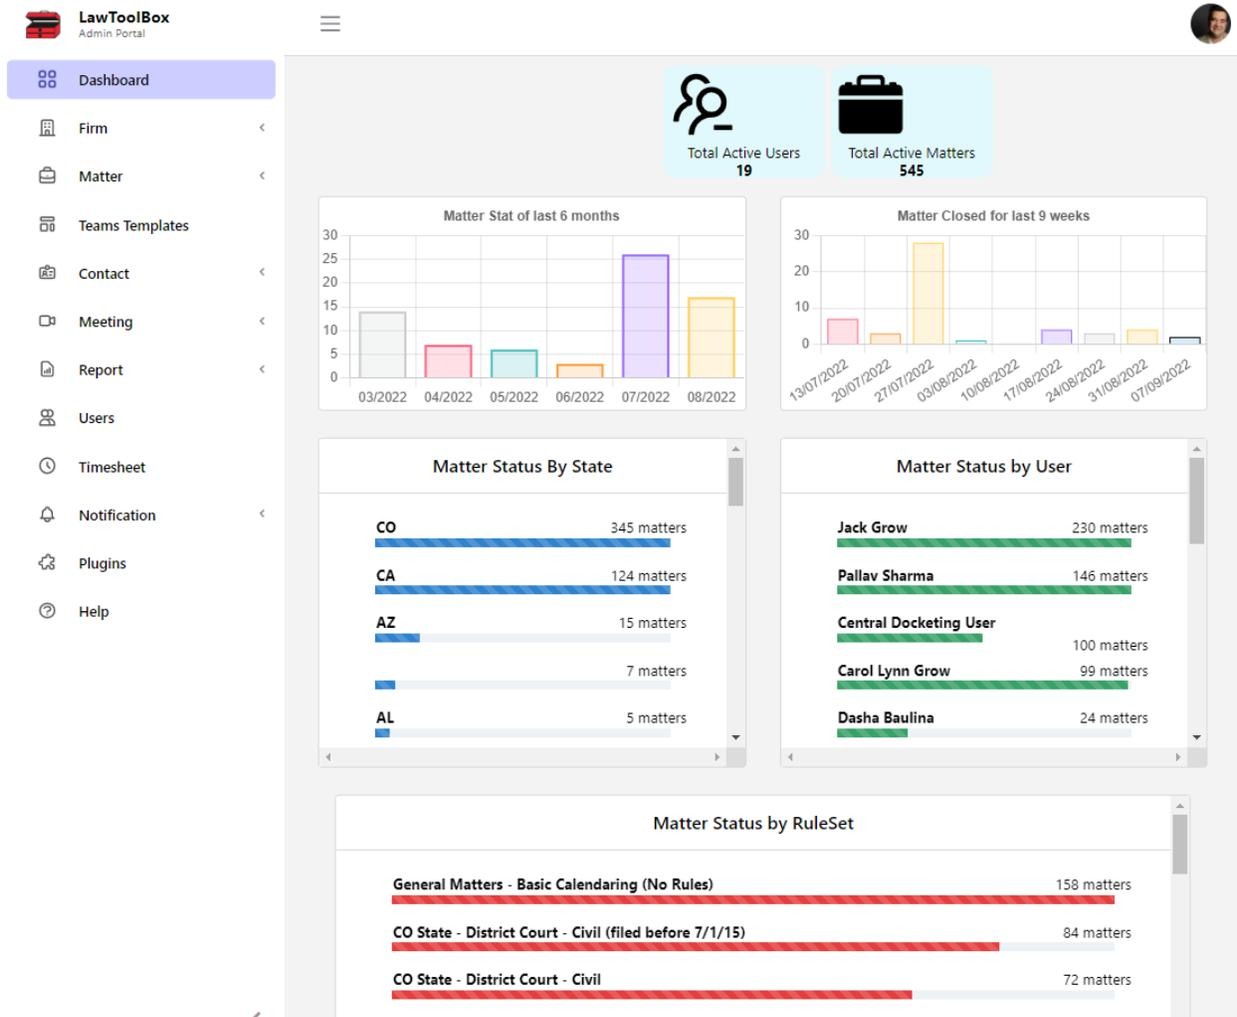 LawToolBox
Admin Portal
Dashboard
Firm
Matter
Teams Templates
Contact
Meeting
Report
Users
Timesheet
Notification
Plugins
Help
Total Active Users
19
Total Active Matters
545
Matter Stat of last 6 months
30
25
20
15
10
5
0
03/2022 04/2022 05/2022 06/2022 07/2022 08/2022
Matter Closed for last 9 weeks
30
20
10
0
13/07/2022 20/07/2022 27/07/2022 03/08/2022 10/08/2022 17/08/2022 24/08/2022 31/08/2022 07/09/2022
Matter Status By State
CO 345 matters
CA 124 matters
AZ 15 matters
7 matters
AL 5 matters
Matter Status by User
Jack Grow 230 matters
Pallav Sharma 146 matters
Central Docketing User
100 matters
Carol Lynn Grow 99 matters
Dasha Baulina 24 matters
Matter Status by RuleSet
General Matters - Basic Calendaring (No Rules) 158 matters
CO State - District Court - Civil (filed before 7/1/15) 84 matters
CO State - District Court - Civil 72 matters